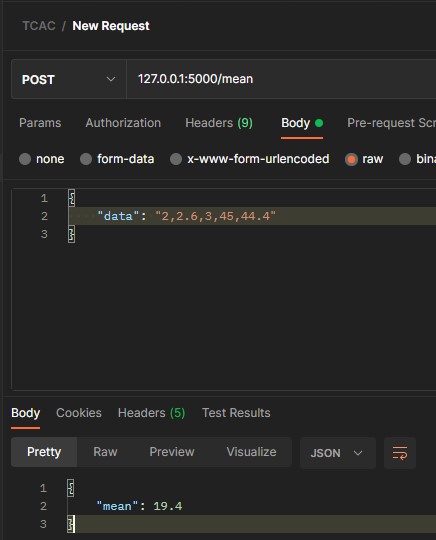 TCAC / New Request
POST 127.0.0.1:5000/mean
Params Authorization Headers (9) Body Pre-request Scr
none form-data x-www-form-urlencoded raw bina
1 {
2 "data": "2,2.6,3,45,44.4"
3 }
Body Cookies Headers (5) Test Results
Pretty Raw Preview Visualize JSON
1 {
2 "mean": 19.4
3 }